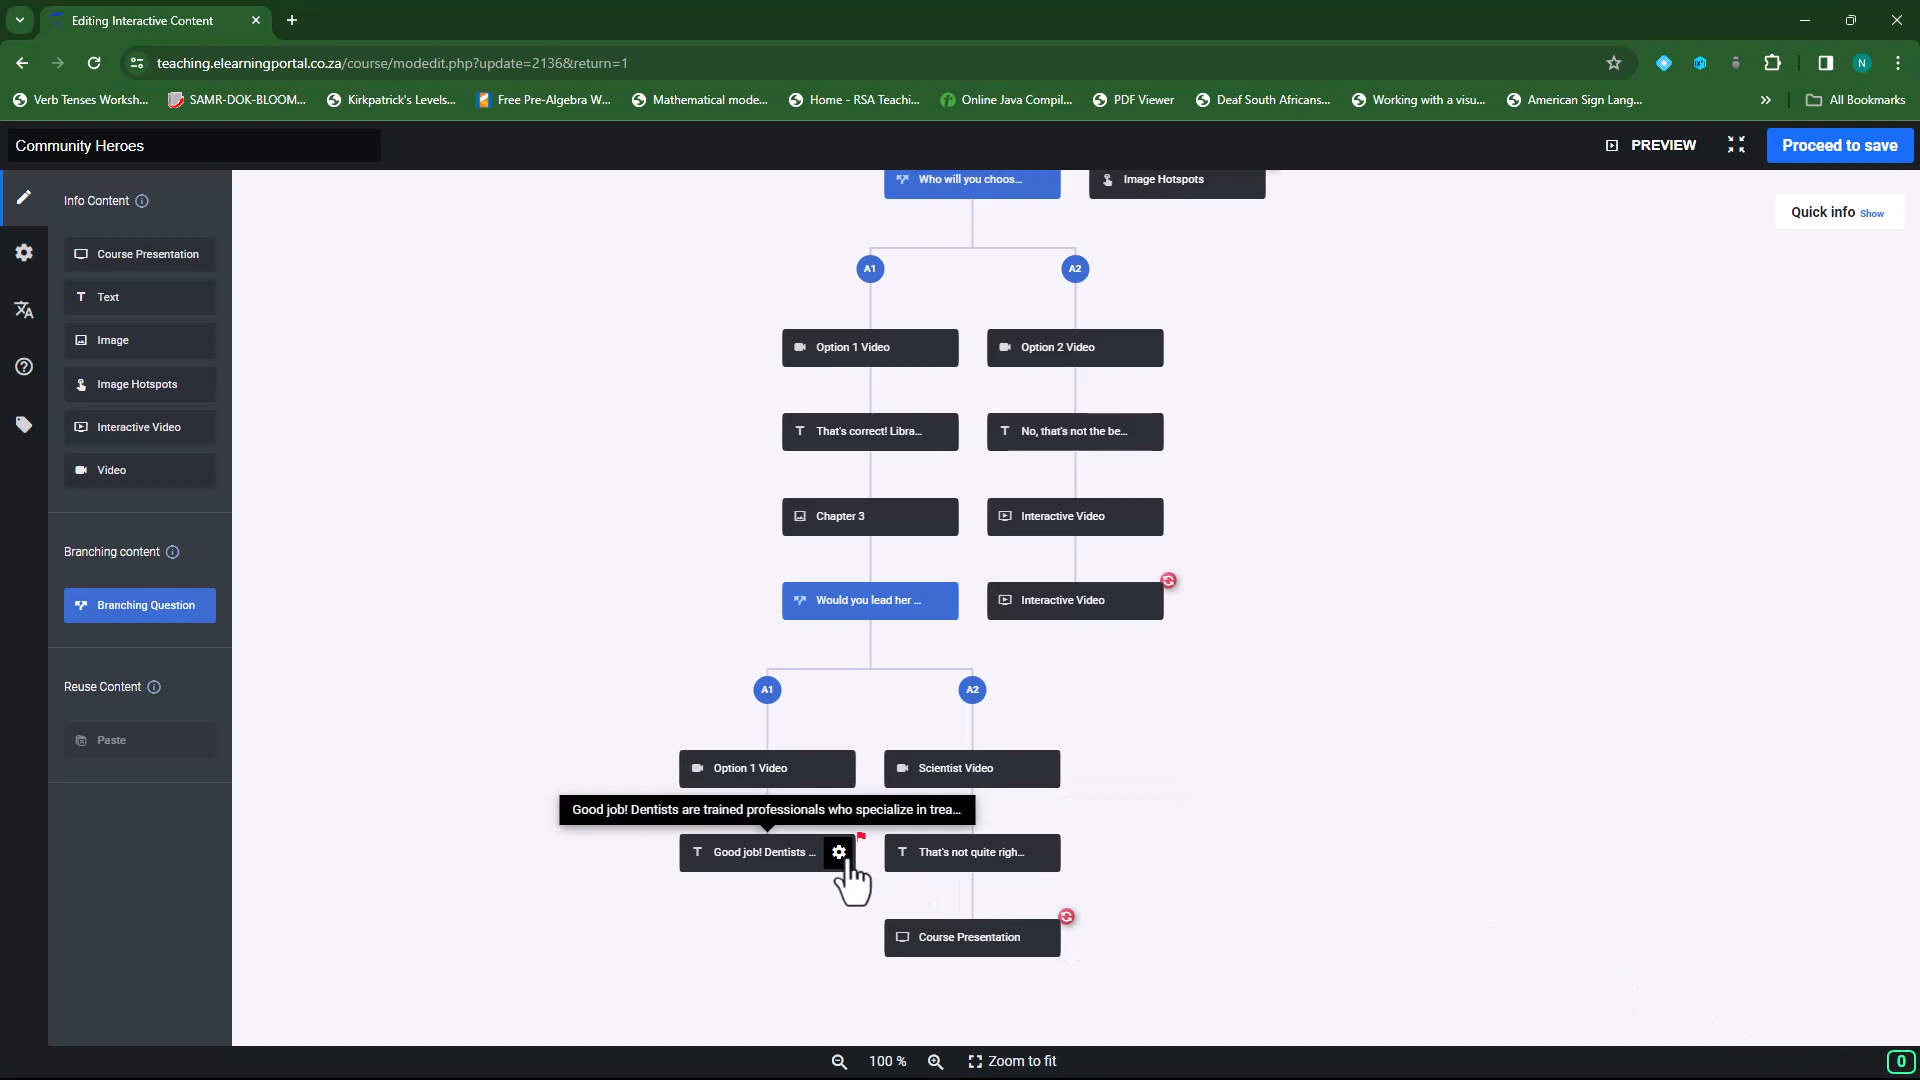 Editing Interactive Content
teaching.elearningportal.co.za/course/modedit.php?update=2136&return=1
N
Verb Tenses Worksh...
SAMR-DOK-BLOOM...
Kirkpatrick's Levels...
Free Pre-Algebra W...
Mathematical mode...
Home - RSA Teachi...
Online Java Compil...
PDF Viewer
Deaf South Africans...
Working with a visu...
American Sign Lang...
All Bookmarks
Community Heroes
PREVIEW
Proceed to save
Info Content
Course Presentation
Text
Image
Image Hotspots
Interactive Video
Video
Branching content
Branching Question
Reuse Content
Paste
Quick info Show
Who will you choos...
Image Hotspots
A1
A2
Option 1 Video
Option 2 Video
That's correct! Libra...
No, that's not the be...
Chapter 3
Interactive Video
Would you lead her ...
Interactive Video
A1
A2
Option 1 Video
Scientist Video
Good job! Dentists are trained professionals who specialize in trea...
Good job! Dentists ...
That's not quite righ...
Course Presentation
100 %
Zoom to fit
0